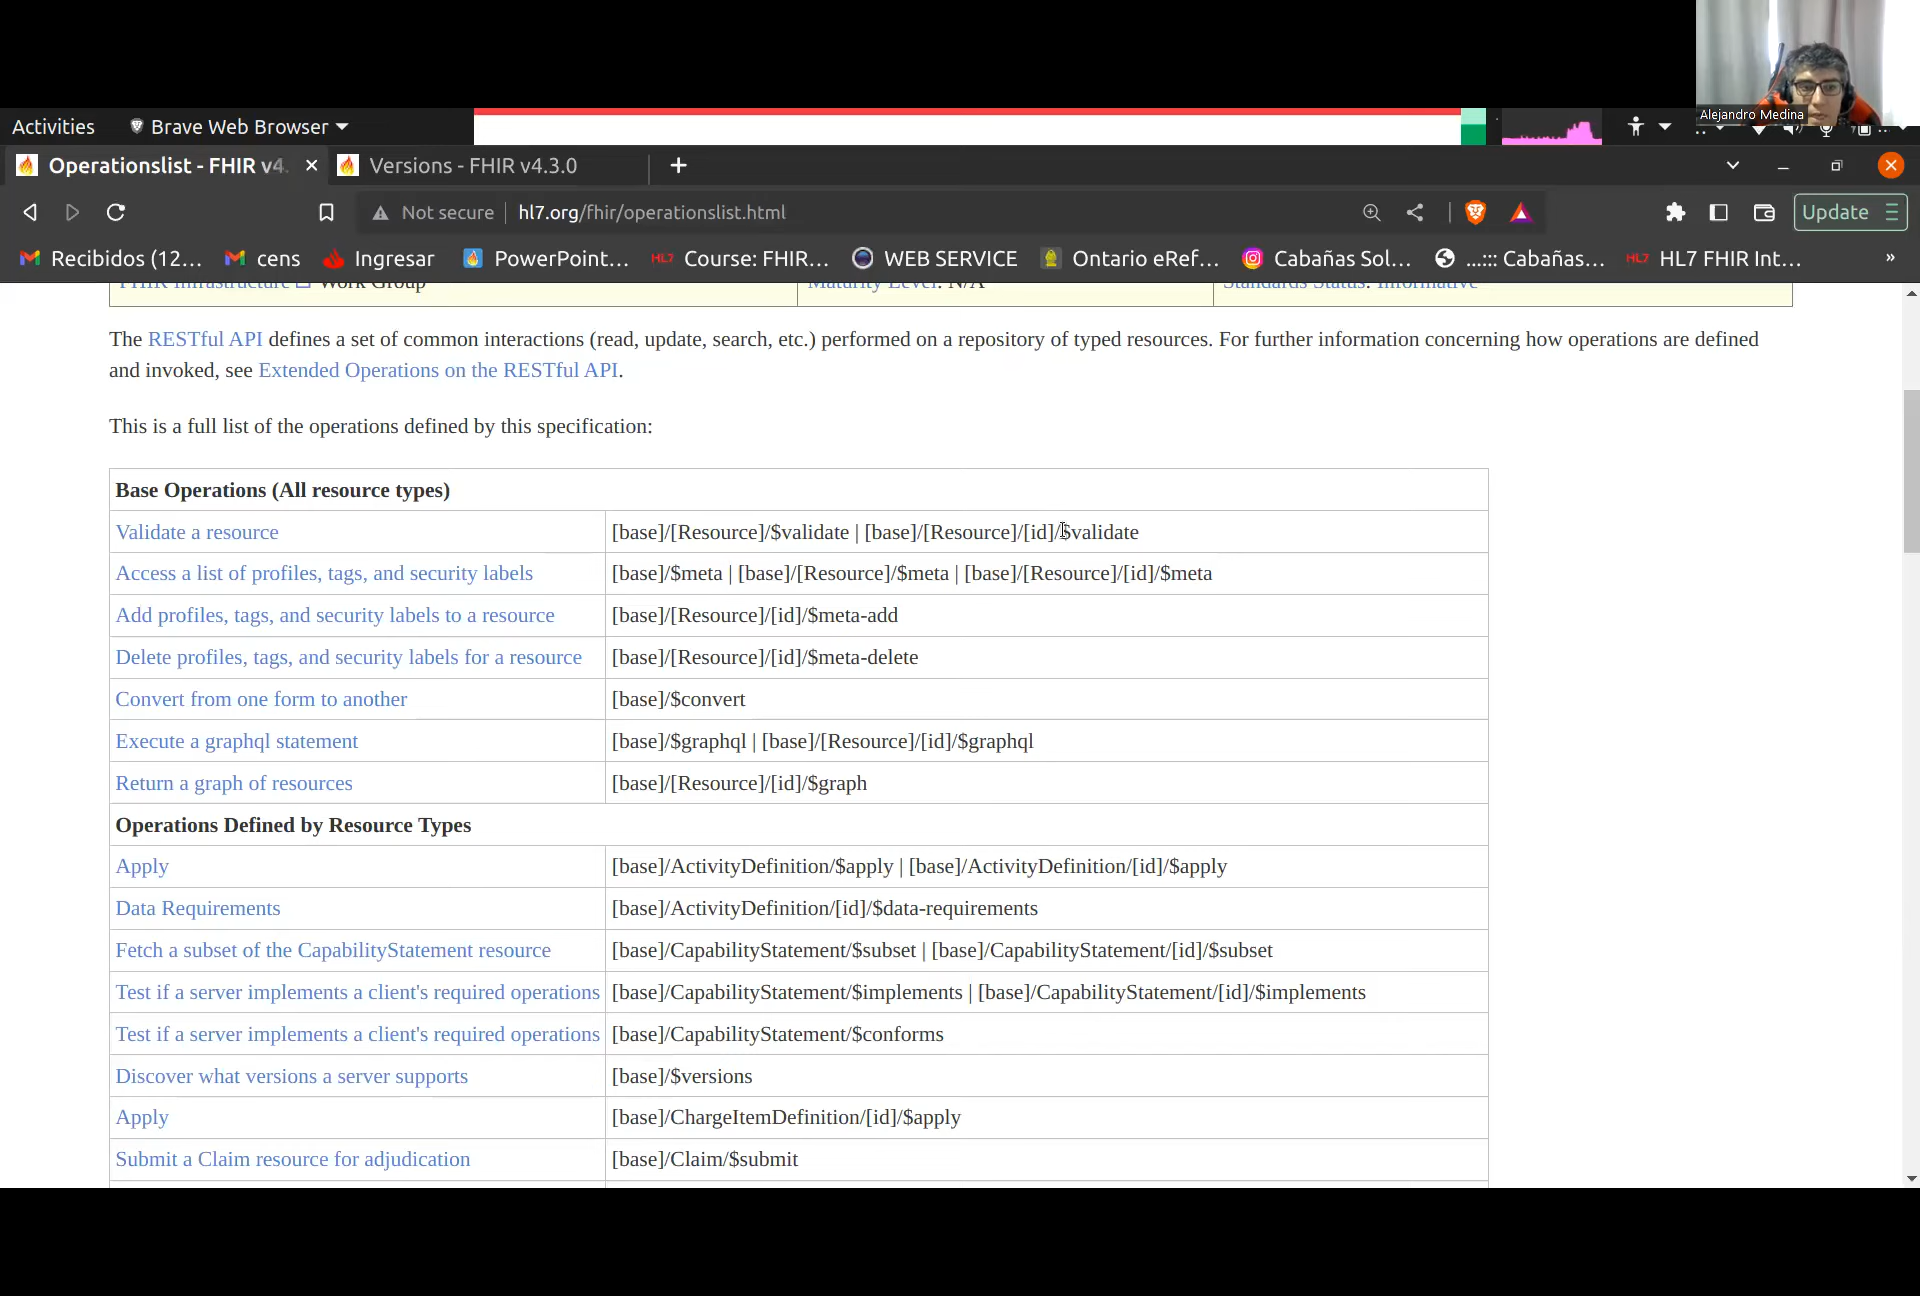 Alejandro Medina
Activities Brave Web Browser
Operationslist - FHIR v4. Versions - FHIR v4.3.0
Not secure hl7.org/fhir/operationslist.html Update
Recibidos (12... cens Ingresar PowerPoint... HL7 Course: FHIR... WEB SERVICE Ontario eRef... Cabañas Sol... ...::: Cabañas... HL7 HL7 FHIR Int... »
FHIR Infrastructure Work Group Maturity Level: N/A Standards Status: Informative
The RESTful API defines a set of common interactions (read, update, search, etc.) performed on a repository of typed resources. For further information concerning how operations are defined
and invoked, see Extended Operations on the RESTful API.
This is a full list of the operations defined by this specification:
Base Operations (All resource types)
Validate a resource [base]/[Resource]/$validate | [base]/[Resource]/[id]/$validate
Access a list of profiles, tags, and security labels [base]/$meta | [base]/[Resource]/$meta | [base]/[Resource]/[id]/$meta
Add profiles, tags, and security labels to a resource [base]/[Resource]/[id]/$meta-add
Delete profiles, tags, and security labels for a resource [base]/[Resource]/[id]/$meta-delete
Convert from one form to another [base]/$convert
Execute a graphql statement [base]/$graphql | [base]/[Resource]/[id]/$graphql
Return a graph of resources [base]/[Resource]/[id]/$graph
Operations Defined by Resource Types
Apply [base]/ActivityDefinition/$apply | [base]/ActivityDefinition/[id]/$apply
Data Requirements [base]/ActivityDefinition/[id]/$data-requirements
Fetch a subset of the CapabilityStatement resource [base]/CapabilityStatement/$subset | [base]/CapabilityStatement/[id]/$subset
Test if a server implements a client's required operations [base]/CapabilityStatement/$implements | [base]/CapabilityStatement/[id]/$implements
Test if a server implements a client's required operations [base]/CapabilityStatement/$conforms
Discover what versions a server supports [base]/$versions
Apply [base]/ChargeItemDefinition/[id]/$apply
Submit a Claim resource for adjudication [base]/Claim/$submit